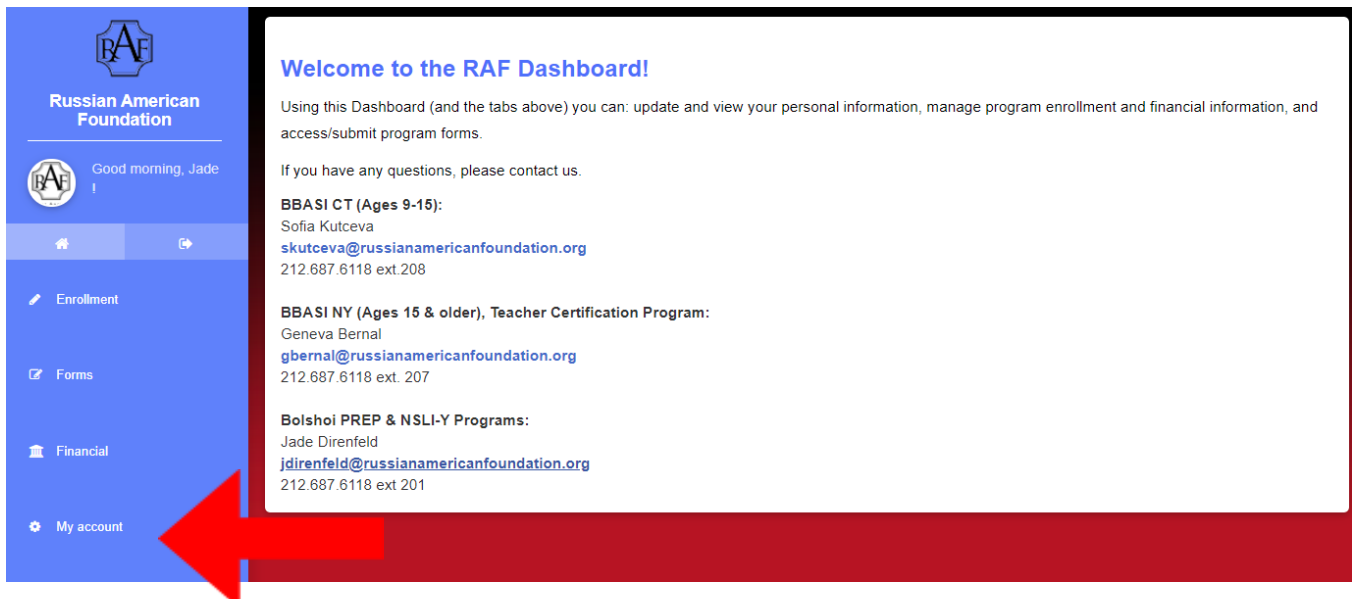 RAF
Russian American
Foundation
RAF
Good morning, Jade
!
Enrollment
Forms
Financial
My account
Welcome to the RAF Dashboard!
Using this Dashboard (and the tabs above) you can: update and view your personal information, manage program enrollment and financial information, and
access/submit program forms.
If you have any questions, please contact us.
BBASI CT (Ages 9-15):
Sofia Kutceva
skutceva@russianamericanfoundation.org
212.687.6118 ext.208
BBASI NY (Ages 15 & older), Teacher Certification Program:
Geneva Bernal
gbernal@russianamericanfoundation.org
212.687.6118 ext. 207
Bolshoi PREP & NSLI-Y Programs:
Jade Direnfeld
jdirenfeld@russianamericanfoundation.org
212.687.6118 ext 201